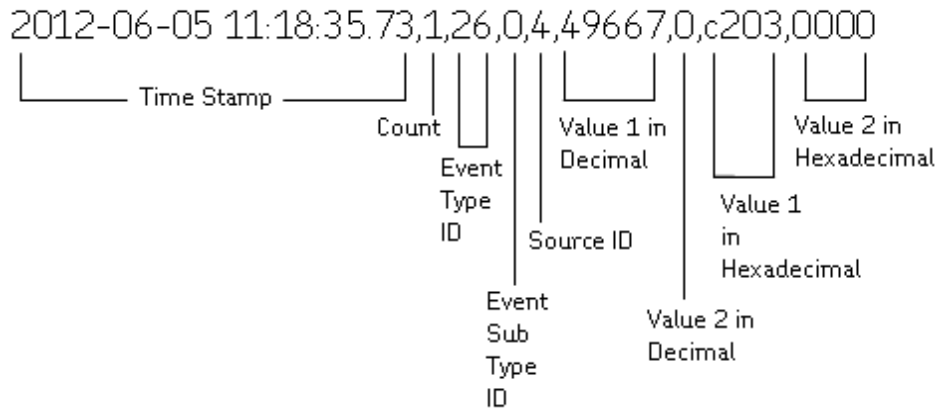 2012-06-05 11:18:35.73,1,26,0,4,49667,0,c203,0000
Time Stamp
Count
Event
Type
ID
Event
Sub
Type
ID
Source ID
Value 1 in
Decimal
Value 2 in
Decimal
Value 1
in
Hexadecimal
Value 2 in
Hexadecimal